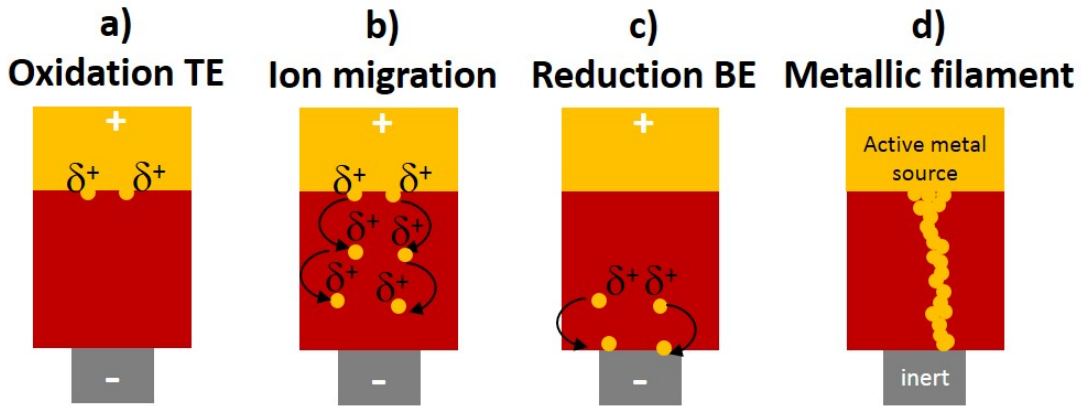 a)
Oxidation TE
+
δ+ δ+
-
b)
Ion migration
+
δ+ δ+
δ+ δ+
δ+ δ+
-
c)
Reduction BE
+
δ+ δ+
-
d)
Metallic filament
Active metal
source
inert